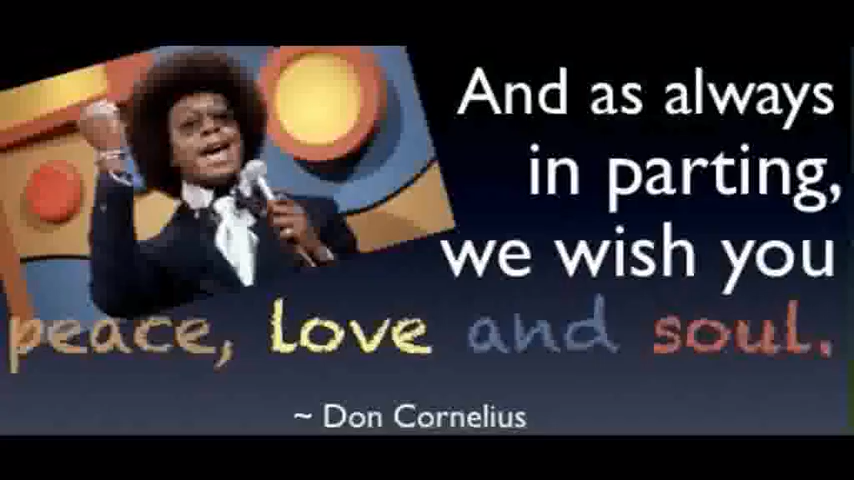 And as always
in parting,
we wish you
peace, love and soul.
~ Don Cornelius